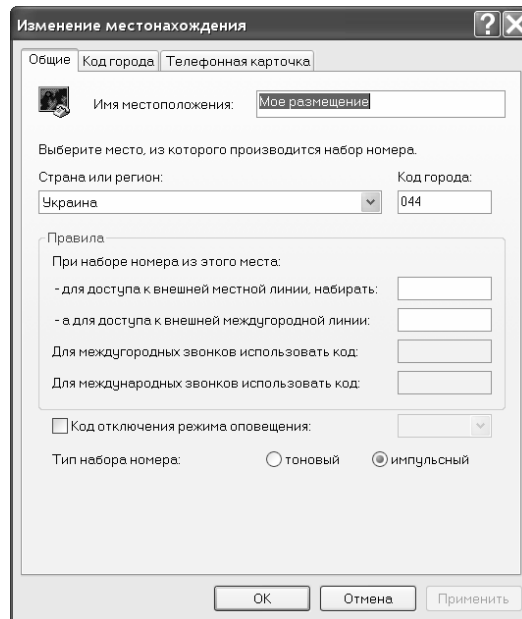 Изменение местонахождения
Общие Код города Телефонная карточка
Имя местоположения: Мое размещение
Выберите место, из которого производится набор номера.
Страна или регион: Код города:
Украина 044
Правила
При наборе номера из этого места:
- для доступа к внешней местной линии, набирать:
- а для доступа к внешней междугородной линии:
Для междугородных звонков использовать код:
Для международных звонков использовать код:
Код отключения режима оповещения:
Тип набора номера: тоновый импульсный
ОК Отмена Применить